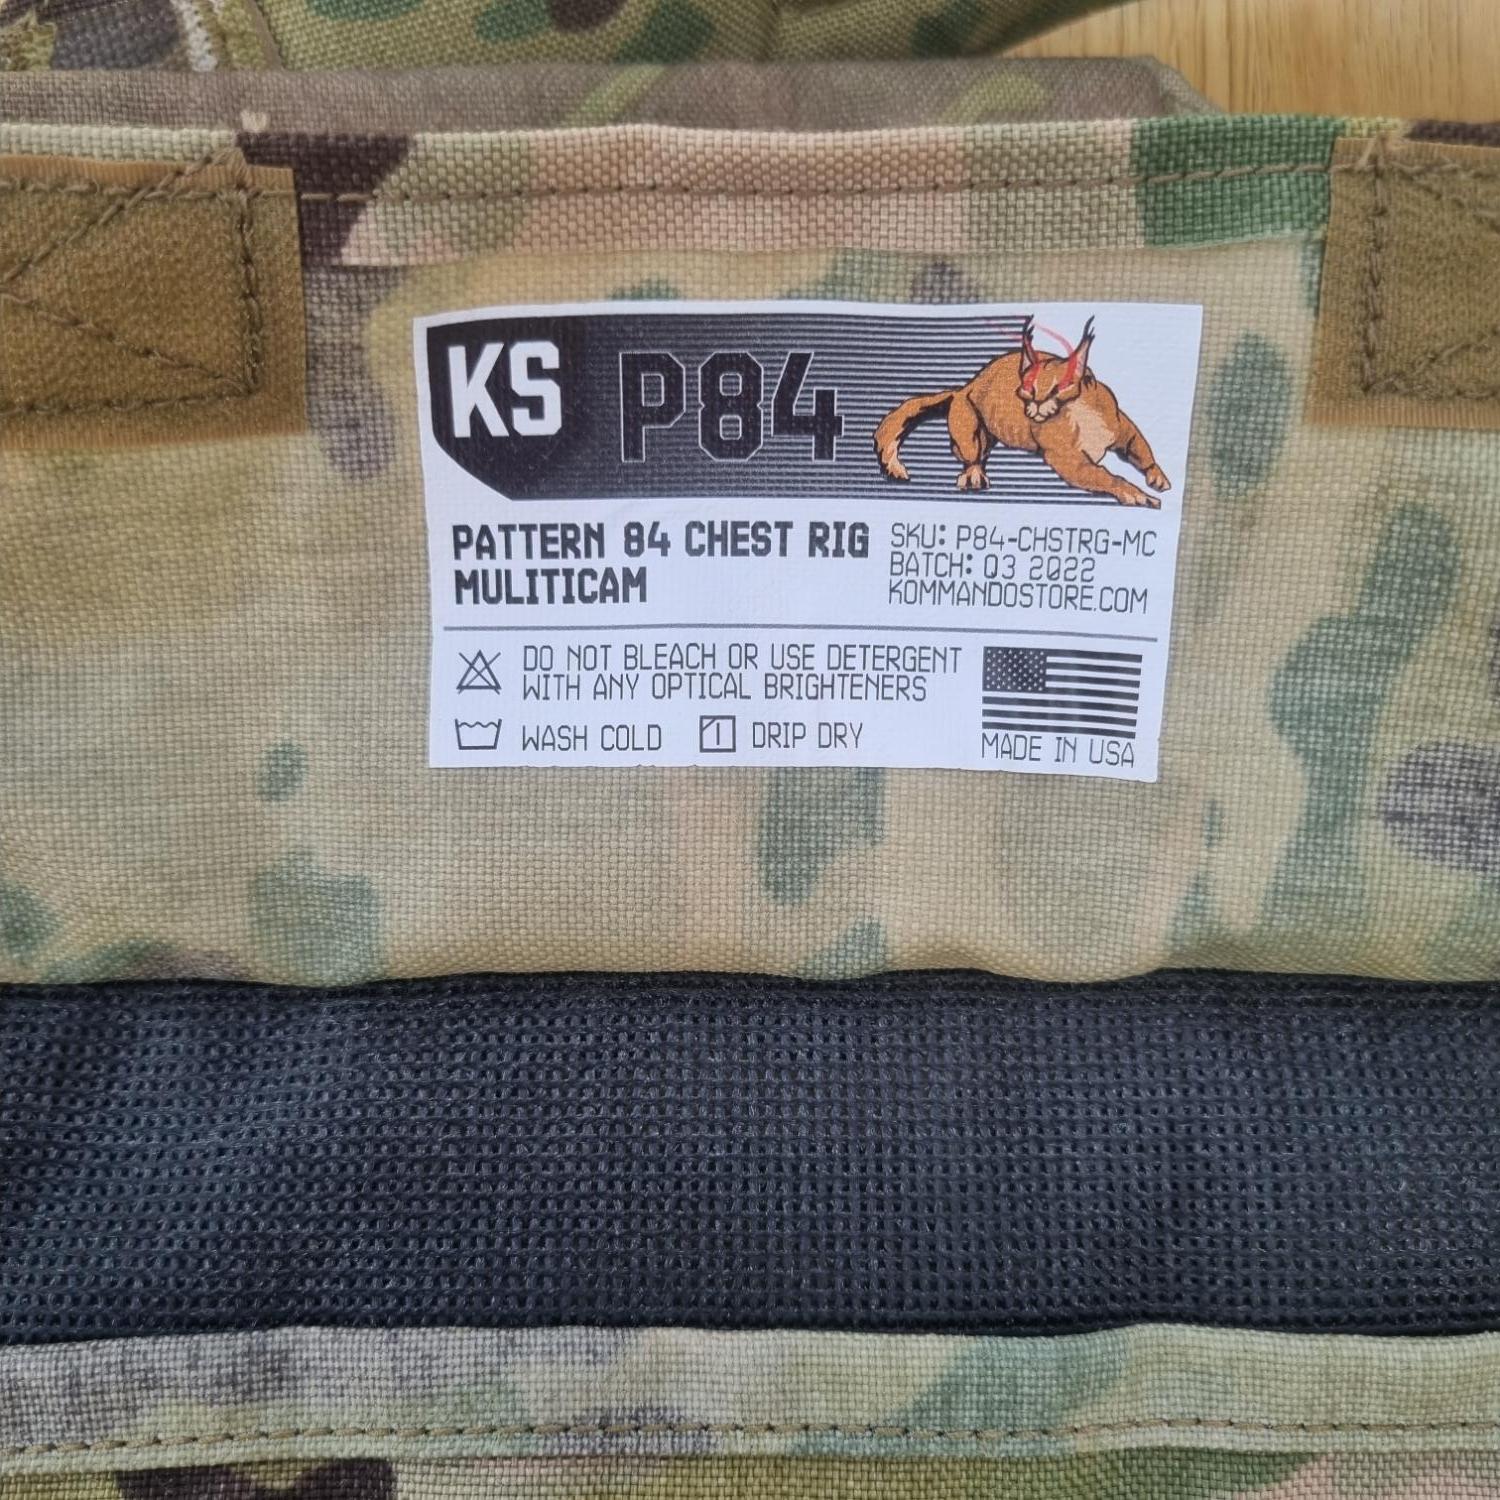 KS P84
PATTERN 84 CHEST RIG
MULITICAM
SKU: P84-CHSTRG-MC
BATCH: Q3 2022
KOMMANDOSTORE.COM
DO NOT BLEACH OR USE DETERGENT
WITH ANY OPTICAL BRIGHTENERS
WASH COLD
DRIP DRY
MADE IN USA